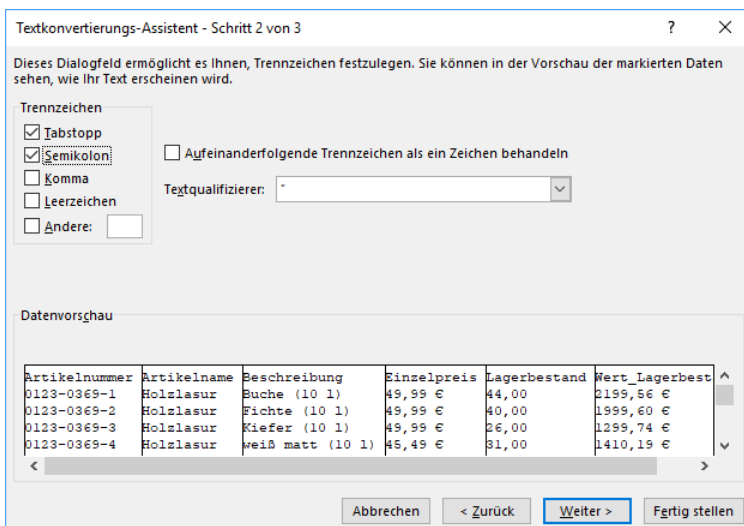 Textkonvertierungs-Assistent - Schritt 2 von 3
Dieses Dialogfeld ermöglicht es Ihnen, Trennzeichen festzulegen. Sie können in der Vorschau der markierten Daten
sehen, wie Ihr Text erscheinen wird.
Trennzeichen
Tabstopp
Semikolon
Komma
Leerzeichen
Andere:
Aufeinanderfolgende Trennzeichen als ein Zeichen behandeln
Textqualifizierer: "
Datenvorschau
Artikelnummer Artikelname Beschreibung Einzelpreis Lagerbestand Wert_Lagerbest
0123-0369-1 Holzlasur Buche (10 l) 49,99 € 44,00 2199,56 €
0123-0369-2 Holzlasur Fichte (10 l) 49,99 € 40,00 1999,60 €
0123-0369-3 Holzlasur Kiefer (10 l) 49,99 € 26,00 1299,74 €
0123-0369-4 Holzlasur weiß matt (10 l) 45,49 € 31,00 1410,19 €
Abbrechen < Zurück Weiter > Fertig stellen